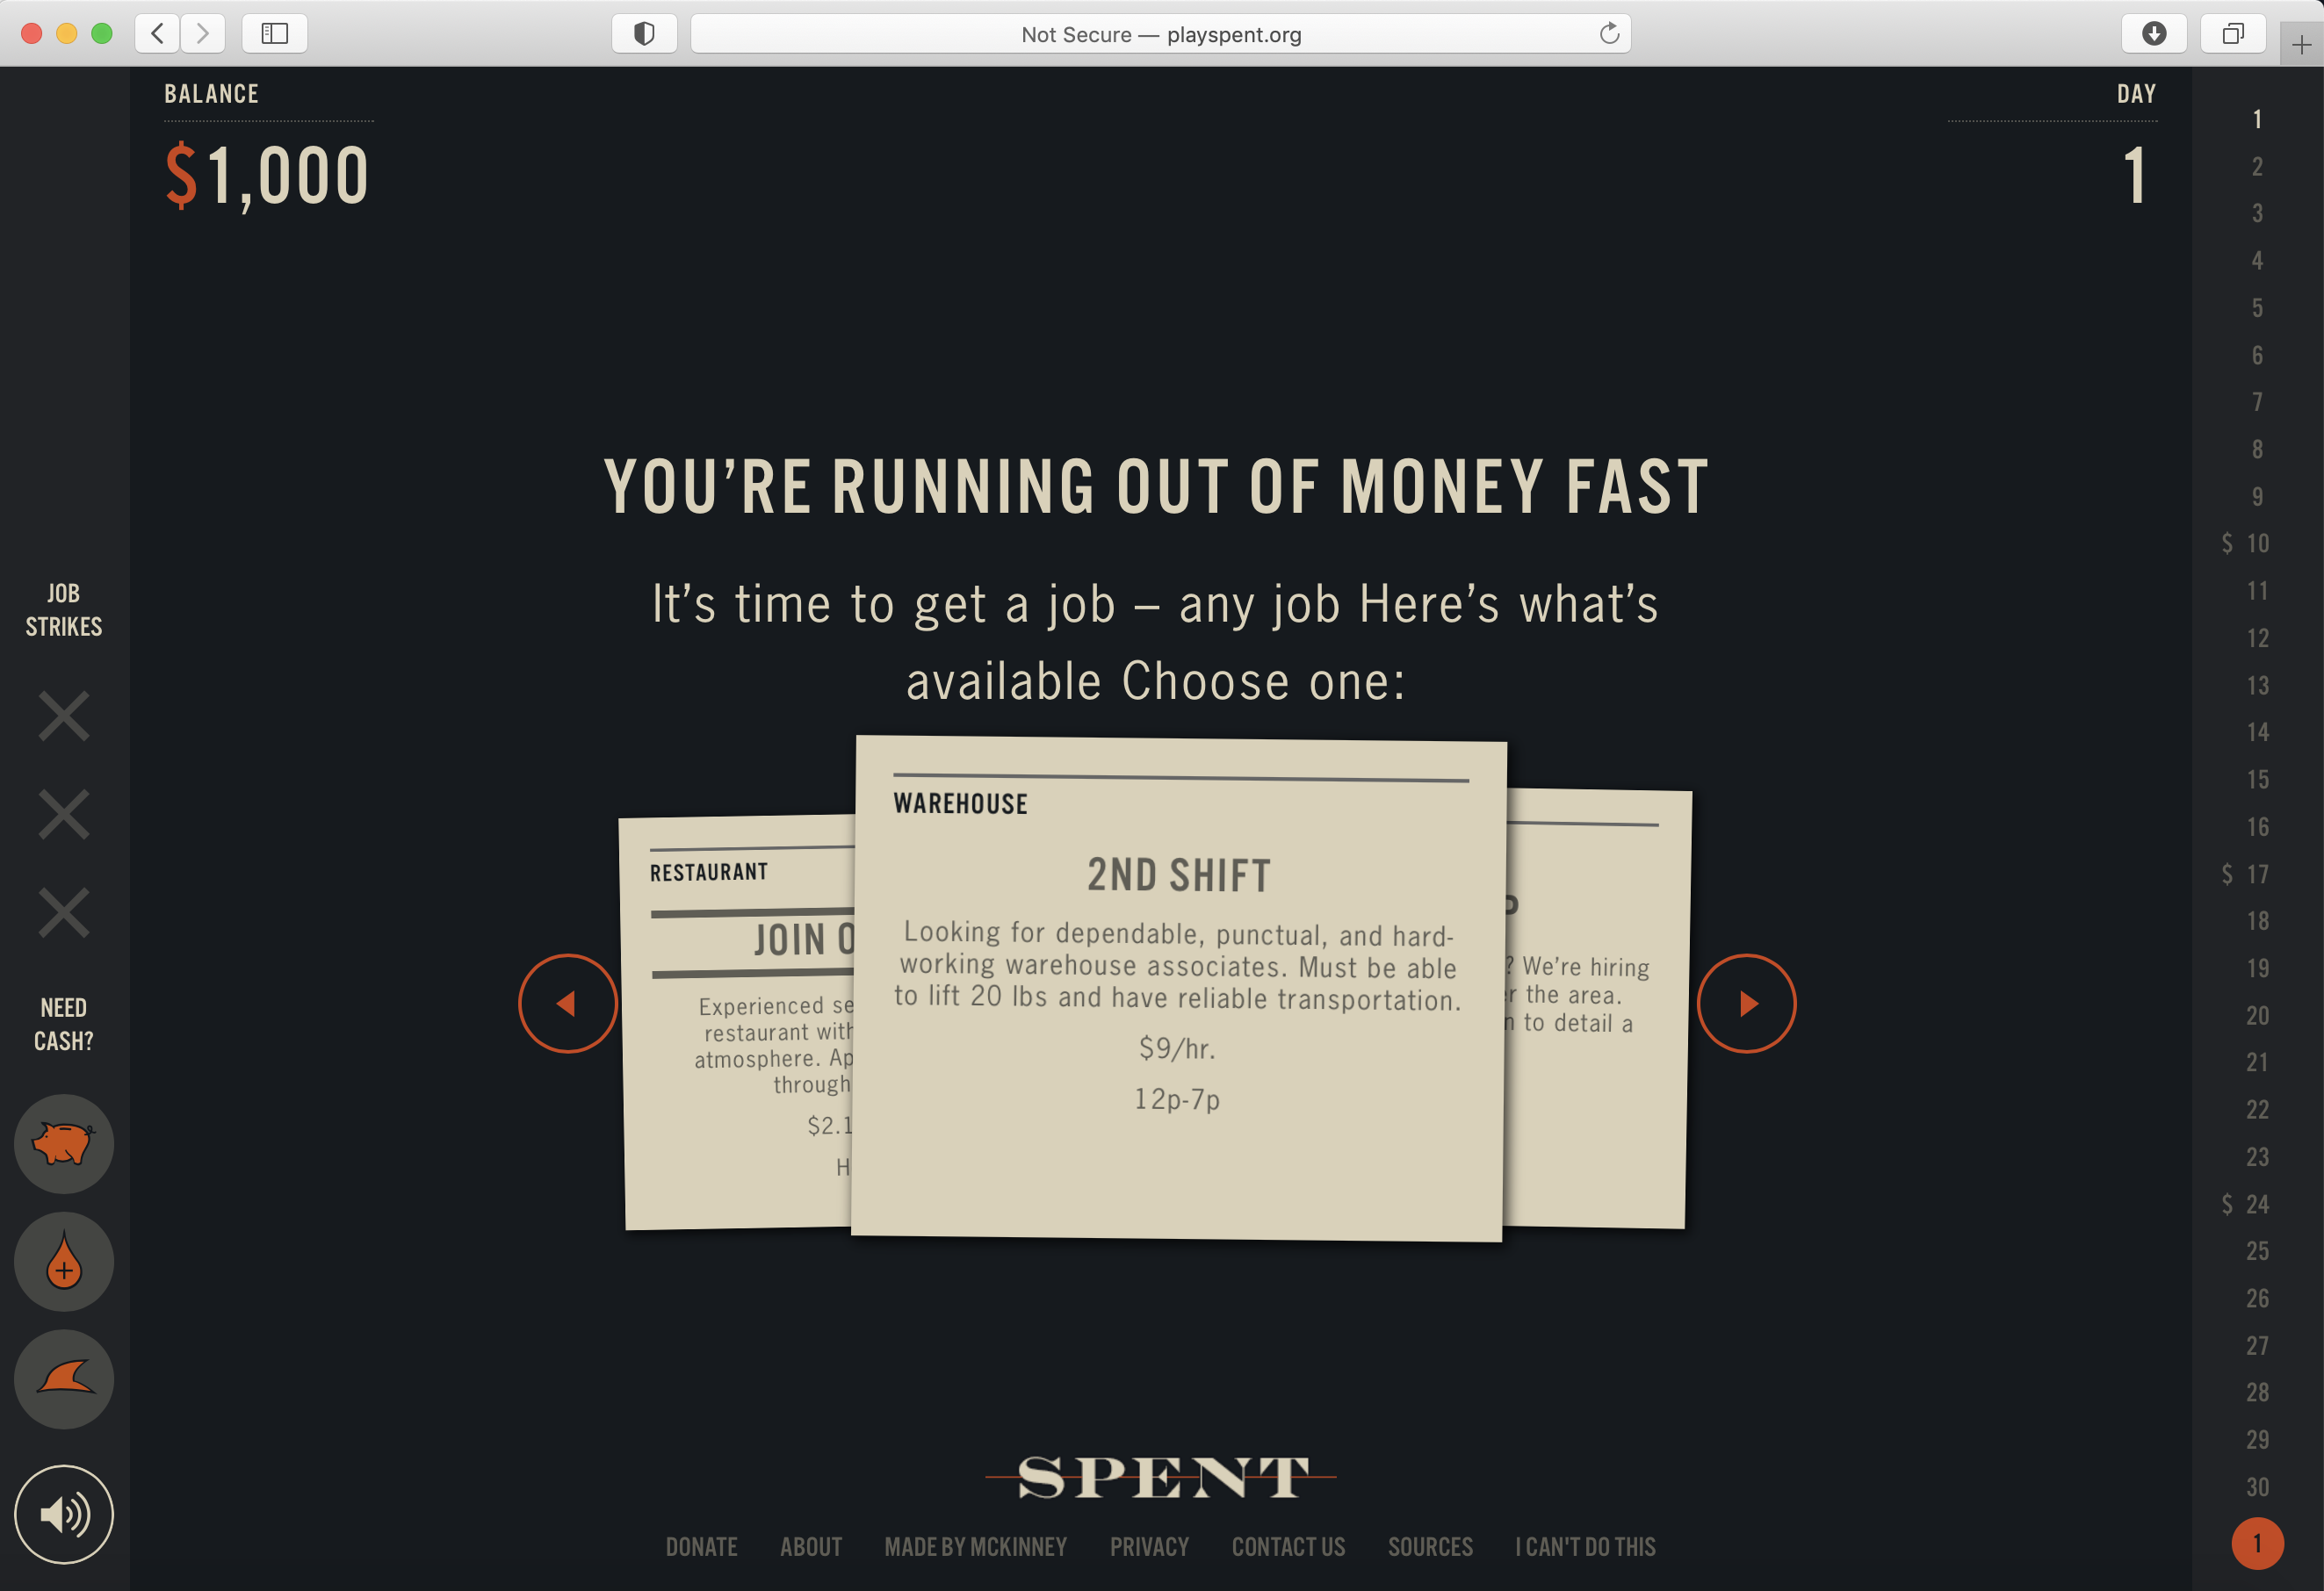 Not Secure — playspent.org
BALANCE
$1,000
DAY
1
YOU’RE RUNNING OUT OF MONEY FAST
It’s time to get a job – any job Here’s what’s
available Choose one:
JOB
STRIKES
NEED
CASH?
RESTAURANT
JOIN
Experienced
restaurant with
atmosphere.
through
WAREHOUSE
2ND SHIFT
Looking for dependable, punctual, and hard-
working warehouse associates. Must be able
to lift 20 lbs and have reliable transportation.
$9/hr.
12p-7p
? We’re hiring
the area.
to detail a
1
2
3
4
5
6
7
8
9
$ 10
11
12
13
14
15
16
$ 17
18
19
20
21
22
23
$ 24
25
26
27
28
29
30
1
SPENT
DONATE ABOUT MADE BY MCKINNEY PRIVACY CONTACT US SOURCES I CAN'T DO THIS